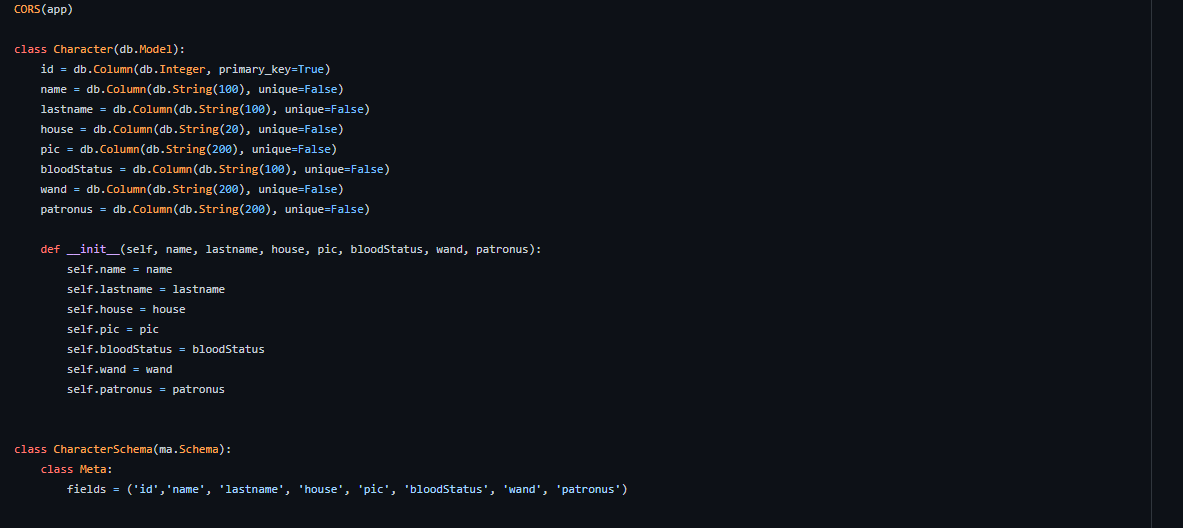 CORS(app)
class Character(db.Model):
    id = db.Column(db.Integer, primary_key=True)
    name = db.Column(db.String(100), unique=False)
    lastname = db.Column(db.String(100), unique=False)
    house = db.Column(db.String(20), unique=False)
    pic = db.Column(db.String(200), unique=False)
    bloodStatus = db.Column(db.String(100), unique=False)
    wand = db.Column(db.String(200), unique=False)
    patronus = db.Column(db.String(200), unique=False)
    def __init__(self, name, lastname, house, pic, bloodStatus, wand, patronus):
        self.name = name
        self.lastname = lastname
        self.house = house
        self.pic = pic
        self.bloodStatus = bloodStatus
        self.wand = wand
        self.patronus = patronus
class CharacterSchema(ma.Schema):
    class Meta:
        fields = ('id','name', 'lastname', 'house', 'pic', 'bloodStatus', 'wand', 'patronus')